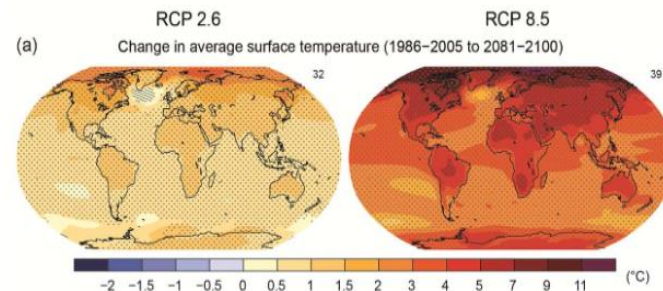 RCP 2.6 RCP 8.5
(a) Change in average surface temperature (1986−2005 to 2081−2100)
32 39
−2 −1.5 −1 −0.5 0 0.5 1 1.5 2 3 4 5 7 9 11 (°C)